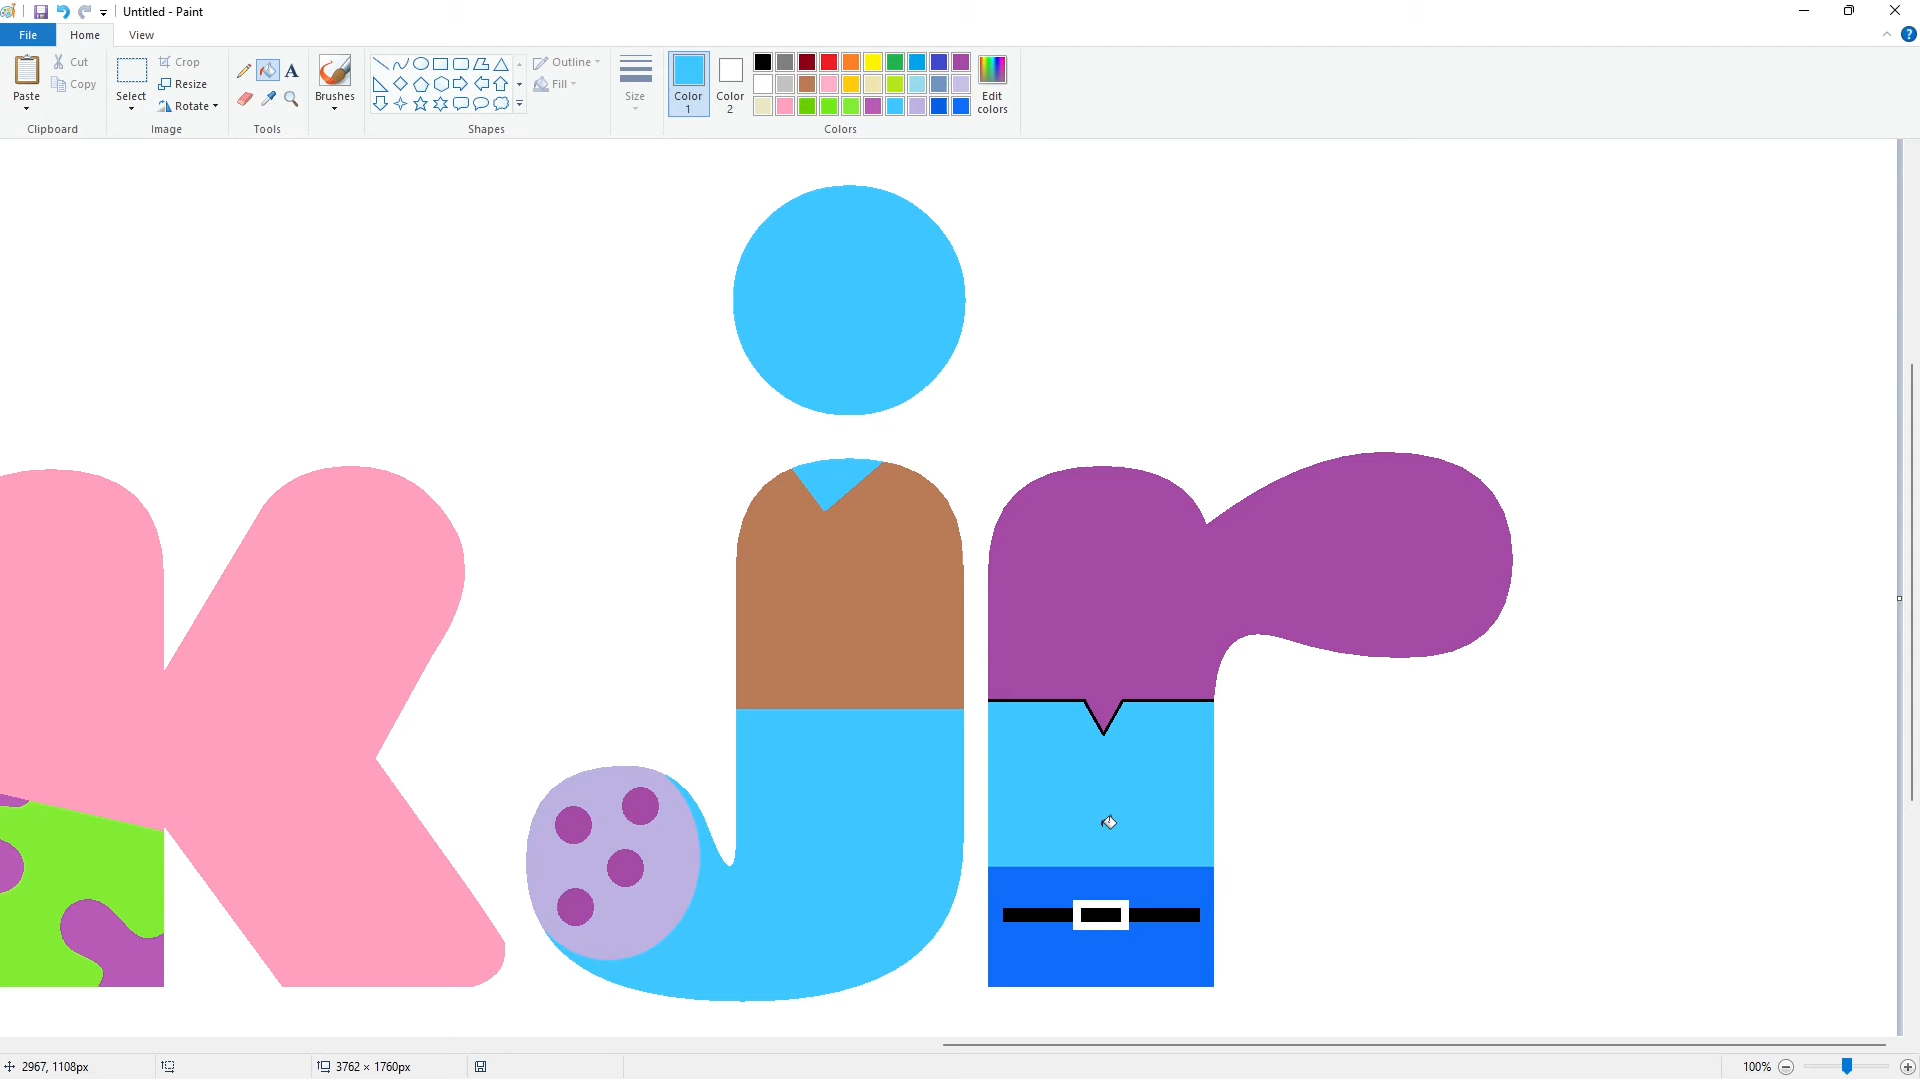 Untitled - Paint
File Home View
Paste Cut Copy
Clipboard
Select Crop Resize Rotate
Image
A
Tools
Brushes
Outline Fill
Shapes
Size
Color 1 Color 2 Edit colors
Colors
kjr
2967, 1108px 3762 × 1760px 100%